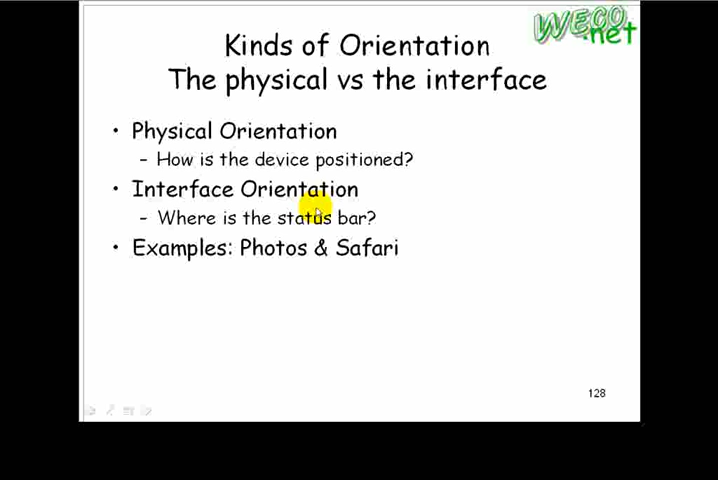 WECO
.net
Kinds of Orientation
The physical vs the interface
• Physical Orientation
– How is the device positioned?
• Interface Orientation
– Where is the status bar?
• Examples: Photos & Safari
128